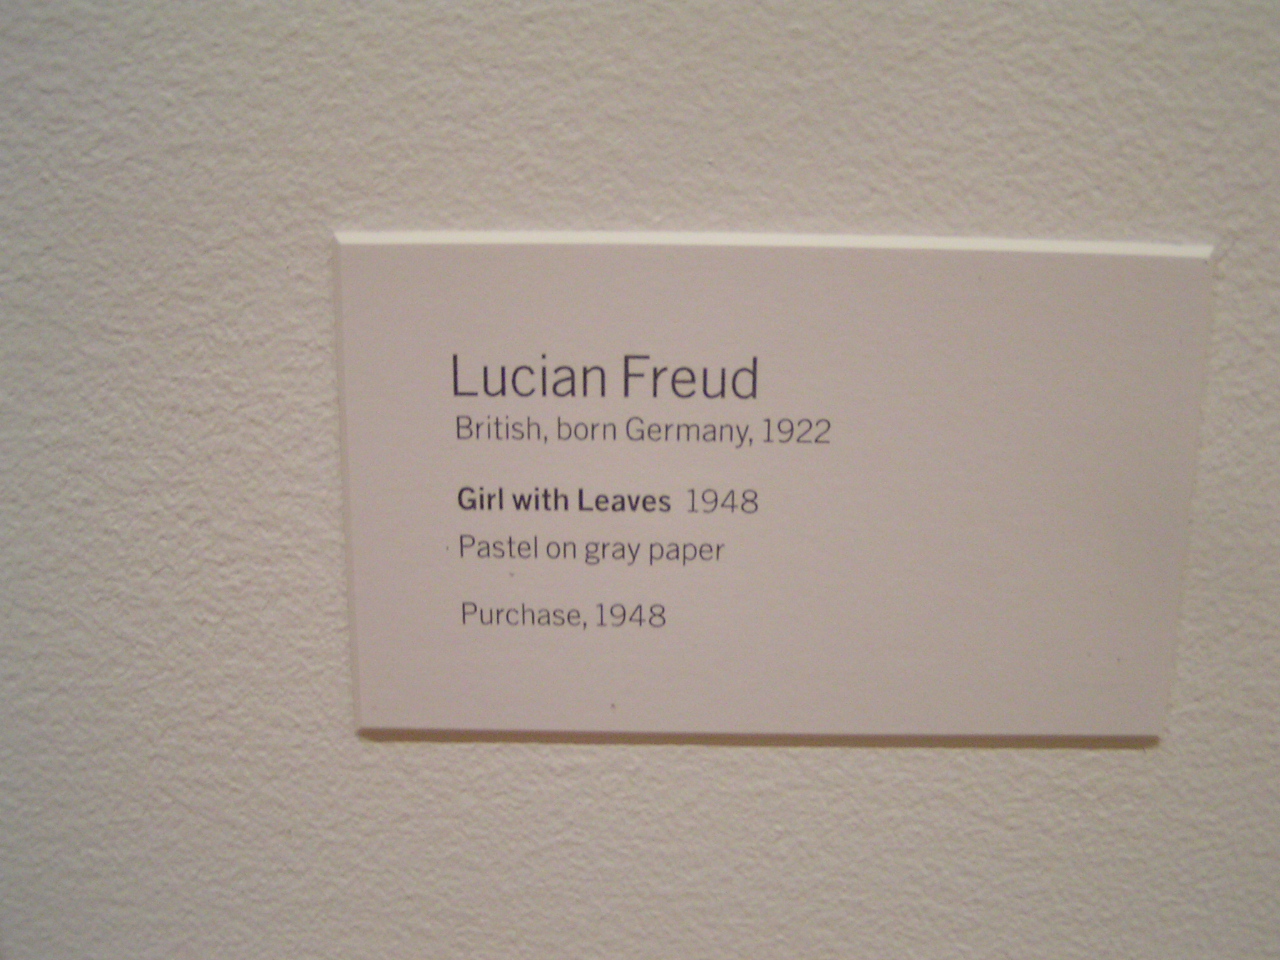 Lucian Freud
British, born Germany, 1922
Girl with Leaves 1948
Pastel on gray paper
Purchase, 1948